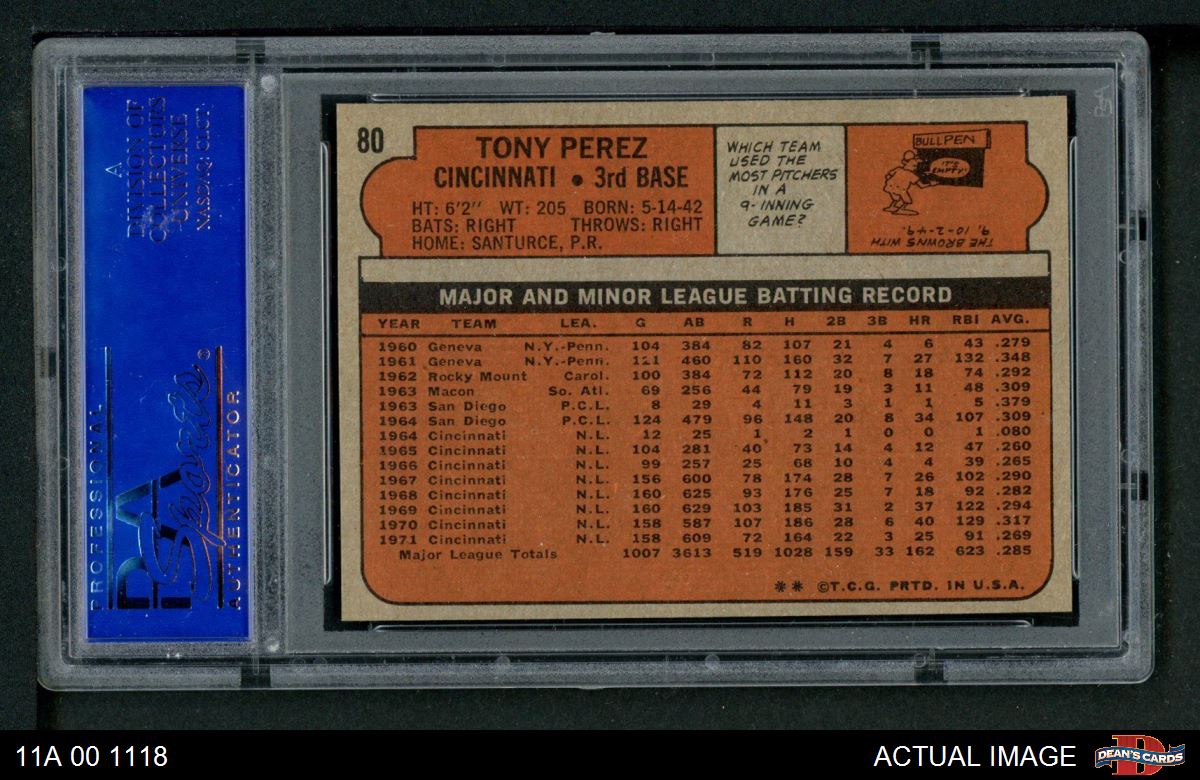 A
DIVISION OF
COLLECTORS
UNIVERSE
NASDAQ: CLCT
PROFESSIONAL
PSA
Sports®
AUTHENTICATOR
PSA
80
TONY PEREZ
CINCINNATI • 3rd BASE
HT: 6'2" WT: 205 BORN: 5-14-42
BATS: RIGHT THROWS: RIGHT
HOME: SANTURCE, P.R.
WHICH TEAM
USED THE
MOST PITCHERS
IN A
9-INNING
GAME?
BULLPEN
IT'S
EMPTY!
THE BROWNS WITH
9. 10-2-49.
MAJOR AND MINOR LEAGUE BATTING RECORD
YEAR TEAM LEA. G AB R H 2B 3B HR RBI AVG.
1960 Geneva N.Y.-Penn. 104 384 82 107 21 4 6 43 .279
1961 Geneva N.Y.-Penn. 121 460 110 160 32 7 27 132 .348
1962 Rocky Mount Carol. 100 384 72 112 20 8 18 74 .292
1963 Macon So. Atl. 69 256 44 79 19 3 11 48 .309
1963 San Diego P.C.L. 8 29 4 11 3 1 1 5 .379
1964 San Diego P.C.L. 124 479 96 148 20 8 34 107 .309
1964 Cincinnati N.L. 12 25 1 2 1 0 0 1 .080
1965 Cincinnati N.L. 104 281 40 73 14 4 12 47 .260
1966 Cincinnati N.L. 99 257 25 68 10 4 4 39 .265
1967 Cincinnati N.L. 156 600 78 174 28 7 26 102 .290
1968 Cincinnati N.L. 160 625 93 176 25 7 18 92 .282
1969 Cincinnati N.L. 160 629 103 185 31 2 37 122 .294
1970 Cincinnati N.L. 158 587 107 186 28 6 40 129 .317
1971 Cincinnati N.L. 158 609 72 164 22 3 25 91 .269
Major League Totals 1007 3613 519 1028 159 33 162 623 .285
** ©T.C.G. PRTD. IN U.S.A.
11A 00 1118
ACTUAL IMAGE
DEAN'S CARDS